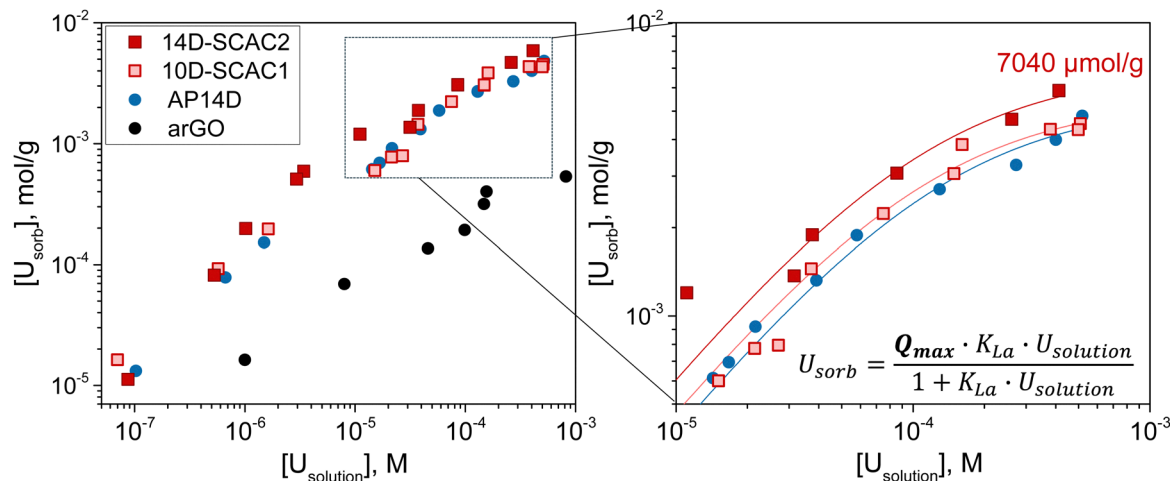 14D-SCAC2
10D-SCAC1
AP14D
arGO
10⁻²
10⁻³
10⁻⁴
10⁻⁵
[U_sorb], mol/g
10⁻⁷
10⁻⁶
10⁻⁵
10⁻⁴
10⁻³
[U_solution], M
7040 µmol/g
10⁻²
10⁻³
[U_sorb], mol/g
U_sorb = Q_max · K_La · U_solution
1 + K_La · U_solution
10⁻⁵
10⁻⁴
10⁻³
[U_solution], M